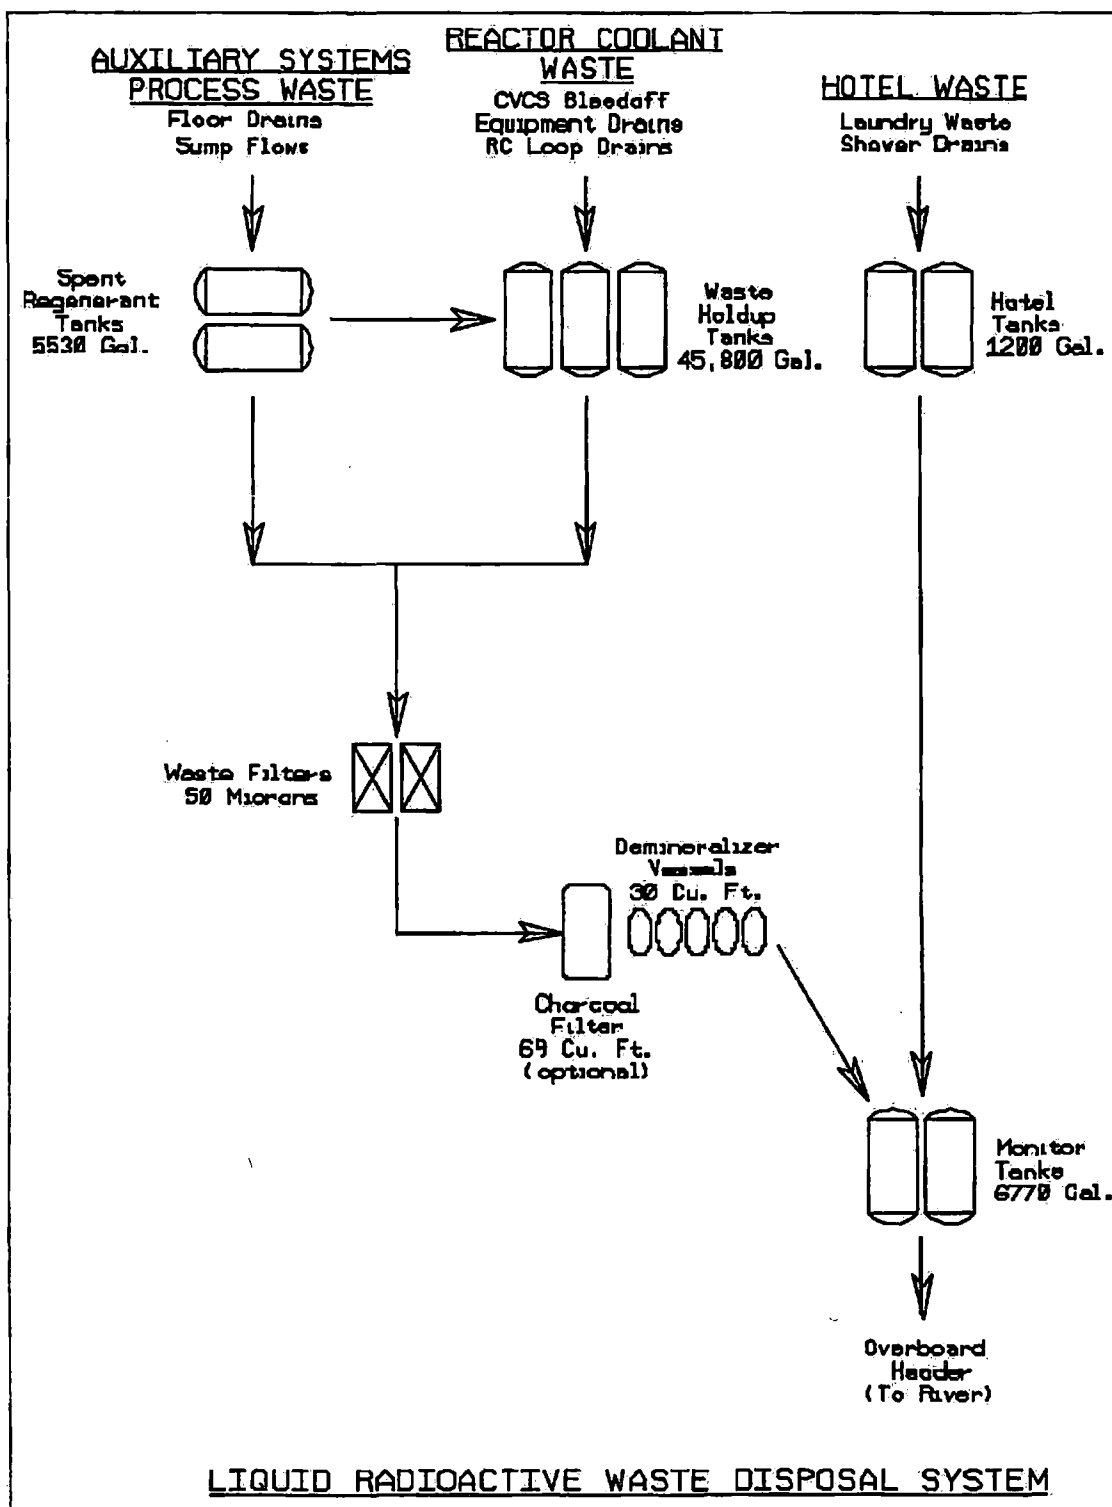 AUXILIARY SYSTEMS
PROCESS WASTE
Floor Drains
Sump Flows
REACTOR COOLANT
WASTE
CVCS Bleedoff
Equipment Drains
RC Loop Drains
HOTEL WASTE
Laundry Waste
Shower Drains
Spent
Regenerant
Tanks
5530 Gal.
Waste
Holdup
Tanks
45,800 Gal.
Hotel
Tanks
1200 Gal.
Waste Filters
50 Microns
Demineralizer
Vessels
30 Cu. Ft.
Charcoal
Filter
69 Cu. Ft.
(optional)
Monitor
Tanks
6770 Gal.
Overboard
Header
(To River)
LIQUID RADIOACTIVE WASTE DISPOSAL SYSTEM